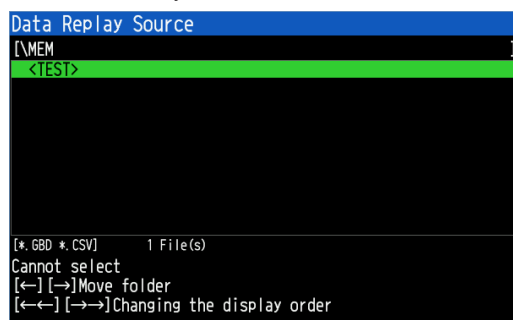 Data Replay Source
[\MEM ]
<TEST>
[*.GBD *.CSV] 1 File(s)
Cannot select
[←][→]Move folder
[←←][→→]Changing the display order